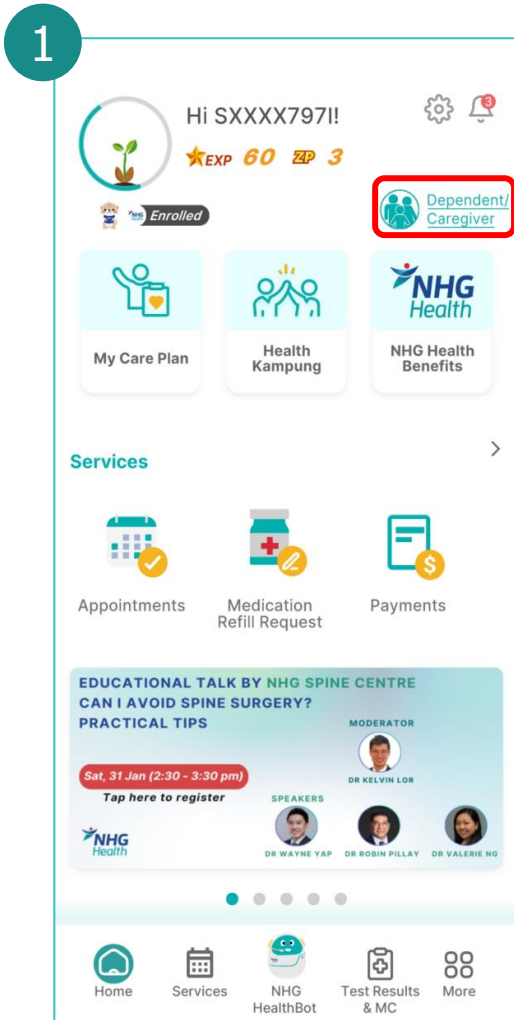 1
Hi SXXXX797I!
3
EXP 60 ZP 3
NHG Health Enrolled
Dependent/
Caregiver
NHG
Health
My Care Plan
Health
Kampung
NHG Health
Benefits
Services
Appointments
Medication
Refill Request
Payments
EDUCATIONAL TALK BY NHG SPINE CENTRE
CAN I AVOID SPINE SURGERY?
PRACTICAL TIPS
MODERATOR
DR KELVIN LOR
Sat, 31 Jan (2:30 - 3:30 pm)
Tap here to register
SPEAKERS
NHG
Health
DR WAYNE YAP
DR ROBIN PILLAY
DR VALERIE NG
Home
Services
NHG
HealthBot
Test Results
& MC
More